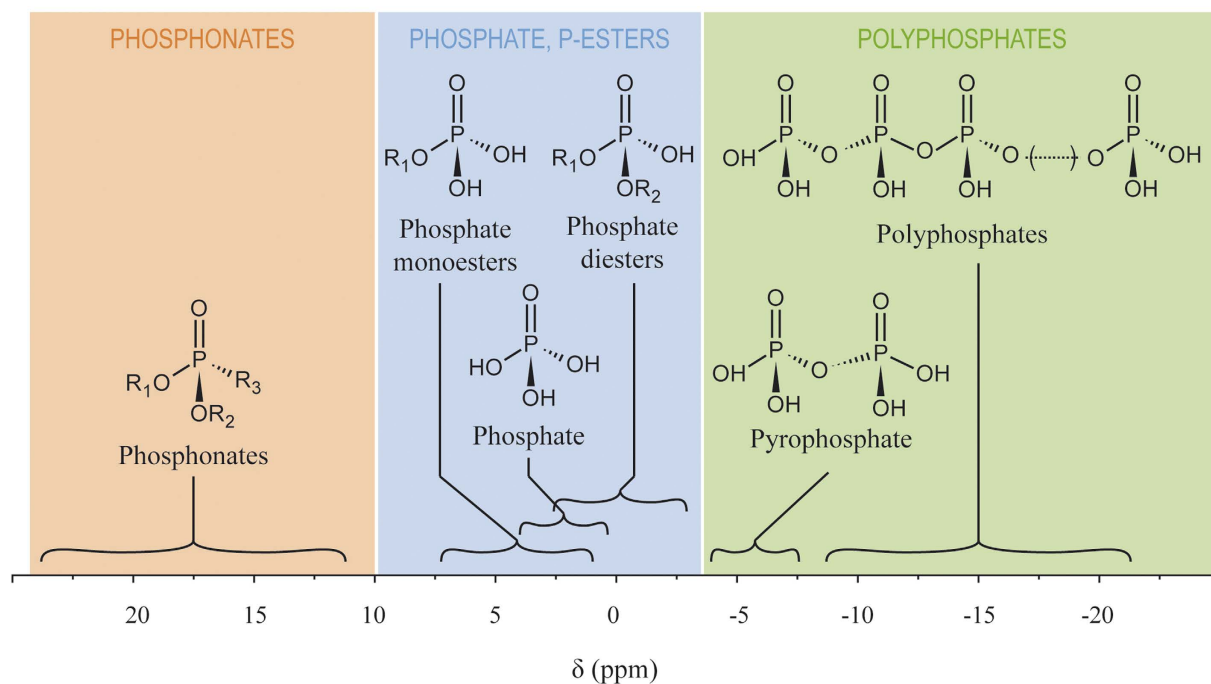 PHOSPHONATES
PHOSPHATE, P-ESTERS
POLYPHOSPHATES
O
P
R1O
OH
OH
Phosphate
monoesters
O
P
R1O
OH
OR2
Phosphate
diesters
O
P
OH
OH
O
O
P
OH
O
O
P
OH
O
(........)
O
O
P
OH
OH
Polyphosphates
O
P
R1O
R3
OR2
Phosphonates
O
P
HO
OH
OH
Phosphate
O
P
OH
OH
O
O
P
OH
OH
Pyrophosphate
20 15 10 5 0 -5 -10 -15 -20
δ (ppm)